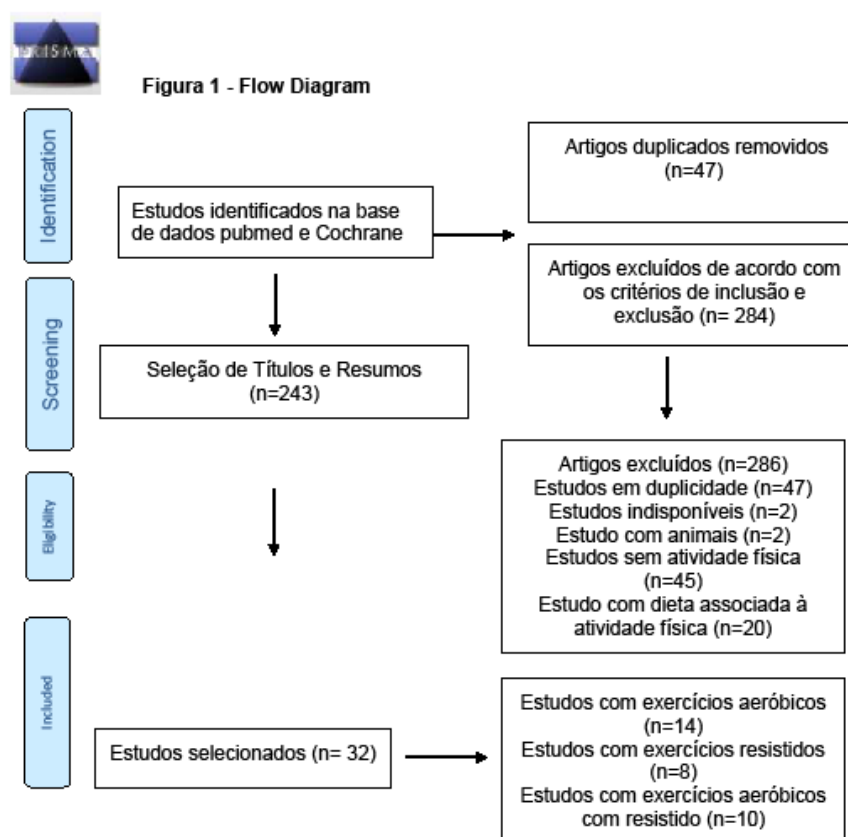 PRISMA
Figura 1 - Flow Diagram
Identification
Estudos identificados na base
de dados pubmed e Cochrane
Artigos duplicados removidos
(n=47)
Artigos excluídos de acordo com
os critérios de inclusão e
exclusão (n= 284)
Screening
Seleção de Títulos e Resumos
(n=243)
Eligibility
Artigos excluídos (n=286)
Estudos em duplicidade (n=47)
Estudos indisponíveis (n=2)
Estudo com animais (n=2)
Estudos sem atividade física
(n=45)
Estudo com dieta associada à
atividade física (n=20)
Included
Estudos selecionados (n= 32)
Estudos com exercícios aeróbicos
(n=14)
Estudos com exercícios resistidos
(n=8)
Estudos com exercícios aeróbicos
com resistido (n=10)